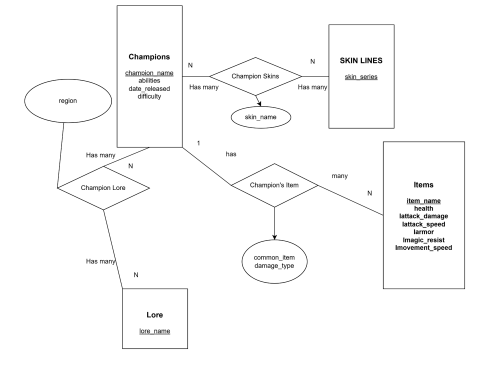 Champions
champion_name
abilities
date_released
difficulty
N
Has many
Champion Skins
N
Has many
SKIN LINES
skin_series
region
skin_name
1
Has many
N
has
Champion Lore
Champion's Item
many
N
Items
item_name
health
lattack_damage
lattack_speed
larmor
lmagic_resist
lmovement_speed
common_item
damage_type
Has many
N
Lore
lore_name